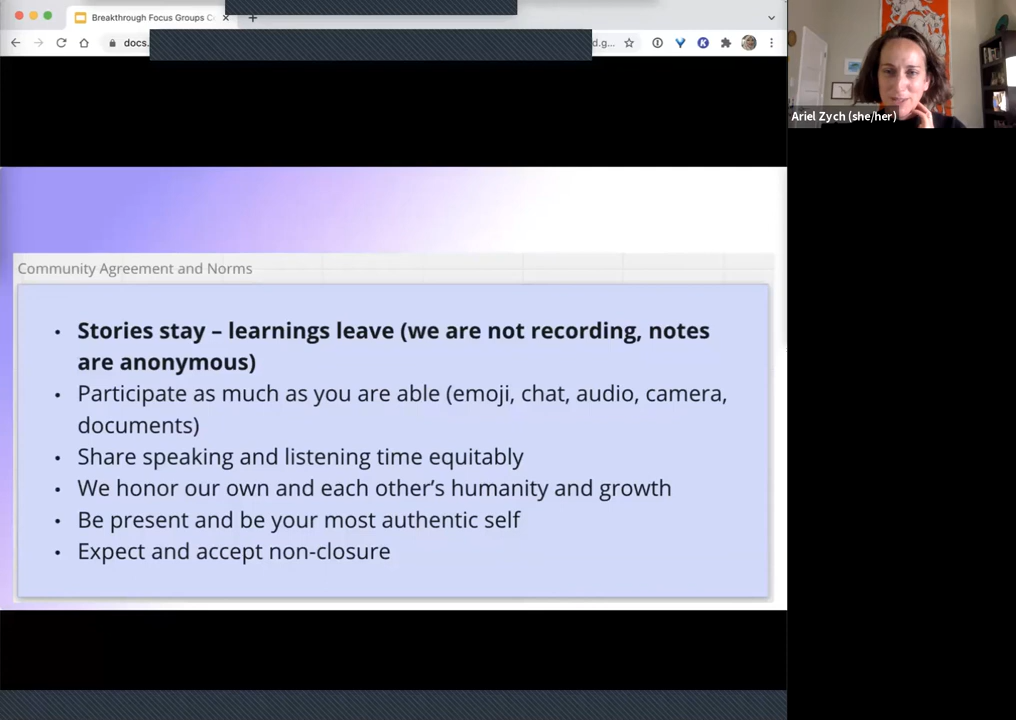 Breakthrough Focus Groups C
docs.
d.g...
Ariel Zych (she/her)
Community Agreement and Norms
• Stories stay – learnings leave (we are not recording, notes
are anonymous)
• Participate as much as you are able (emoji, chat, audio, camera,
documents)
• Share speaking and listening time equitably
• We honor our own and each other’s humanity and growth
• Be present and be your most authentic self
• Expect and accept non-closure